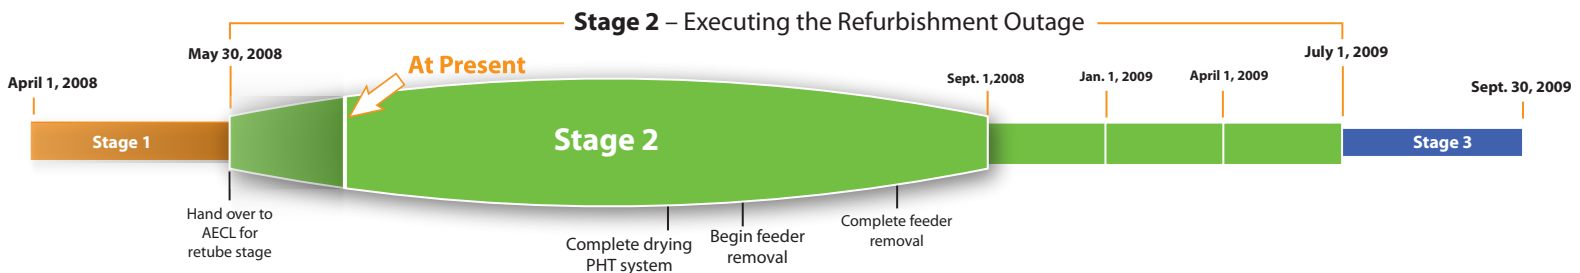 Stage 2 – Executing the Refurbishment Outage
May 30, 2008
July 1, 2009
At Present
April 1, 2008
Sept. 1,2008
Jan. 1, 2009
April 1, 2009
Sept. 30, 2009
Stage 1
Stage 2
Stage 3
Hand over to
AECL for
retube stage
Complete drying
PHT system
Begin feeder
removal
Complete feeder
removal